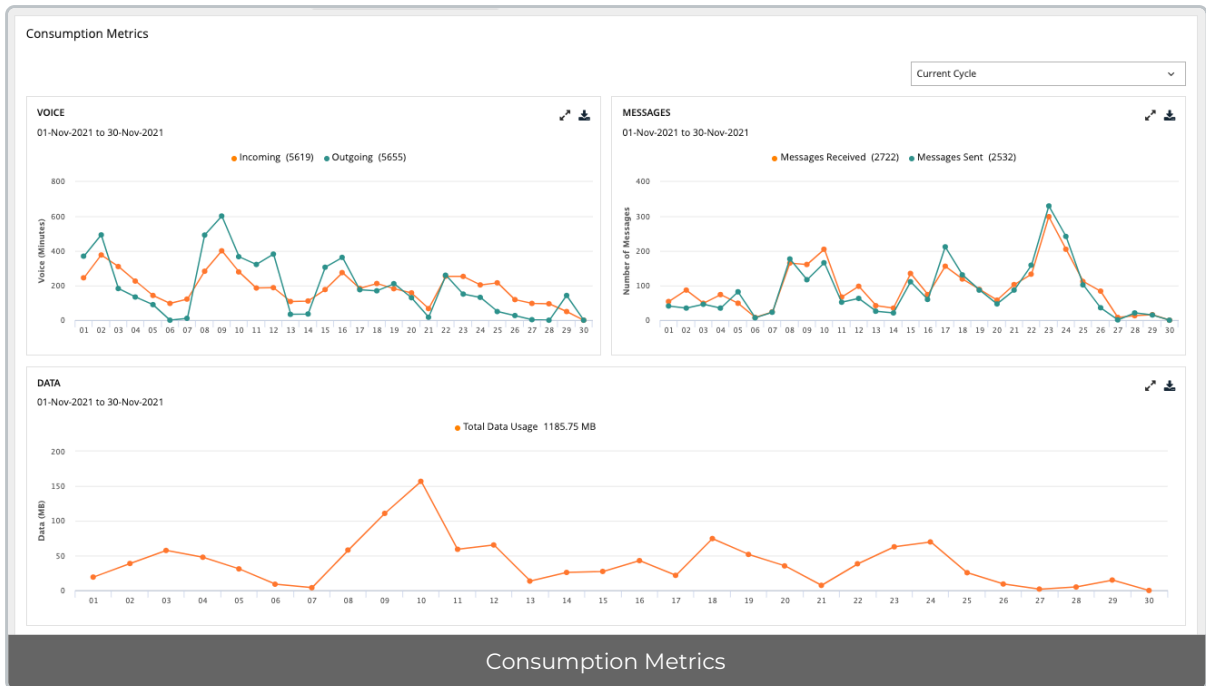 Consumption Metrics
Current Cycle
VOICE
01-Nov-2021 to 30-Nov-2021
Incoming (5619) Outgoing (5655)
Voice (Minutes)
800
600
400
200
0
01 02 03 04 05 06 07 08 09 10 11 12 13 14 15 16 17 18 19 20 21 22 23 24 25 26 27 28 29 30
MESSAGES
01-Nov-2021 to 30-Nov-2021
Messages Received (2722) Messages Sent (2532)
Number of Messages
400
300
200
100
0
01 02 03 04 05 06 07 08 09 10 11 12 13 14 15 16 17 18 19 20 21 22 23 24 25 26 27 28 29 30
DATA
01-Nov-2021 to 30-Nov-2021
Total Data Usage 1185.75 MB
Data (MB)
200
150
100
50
0
01 02 03 04 05 06 07 08 09 10 11 12 13 14 15 16 17 18 19 20 21 22 23 24 25 26 27 28 29 30
Consumption Metrics